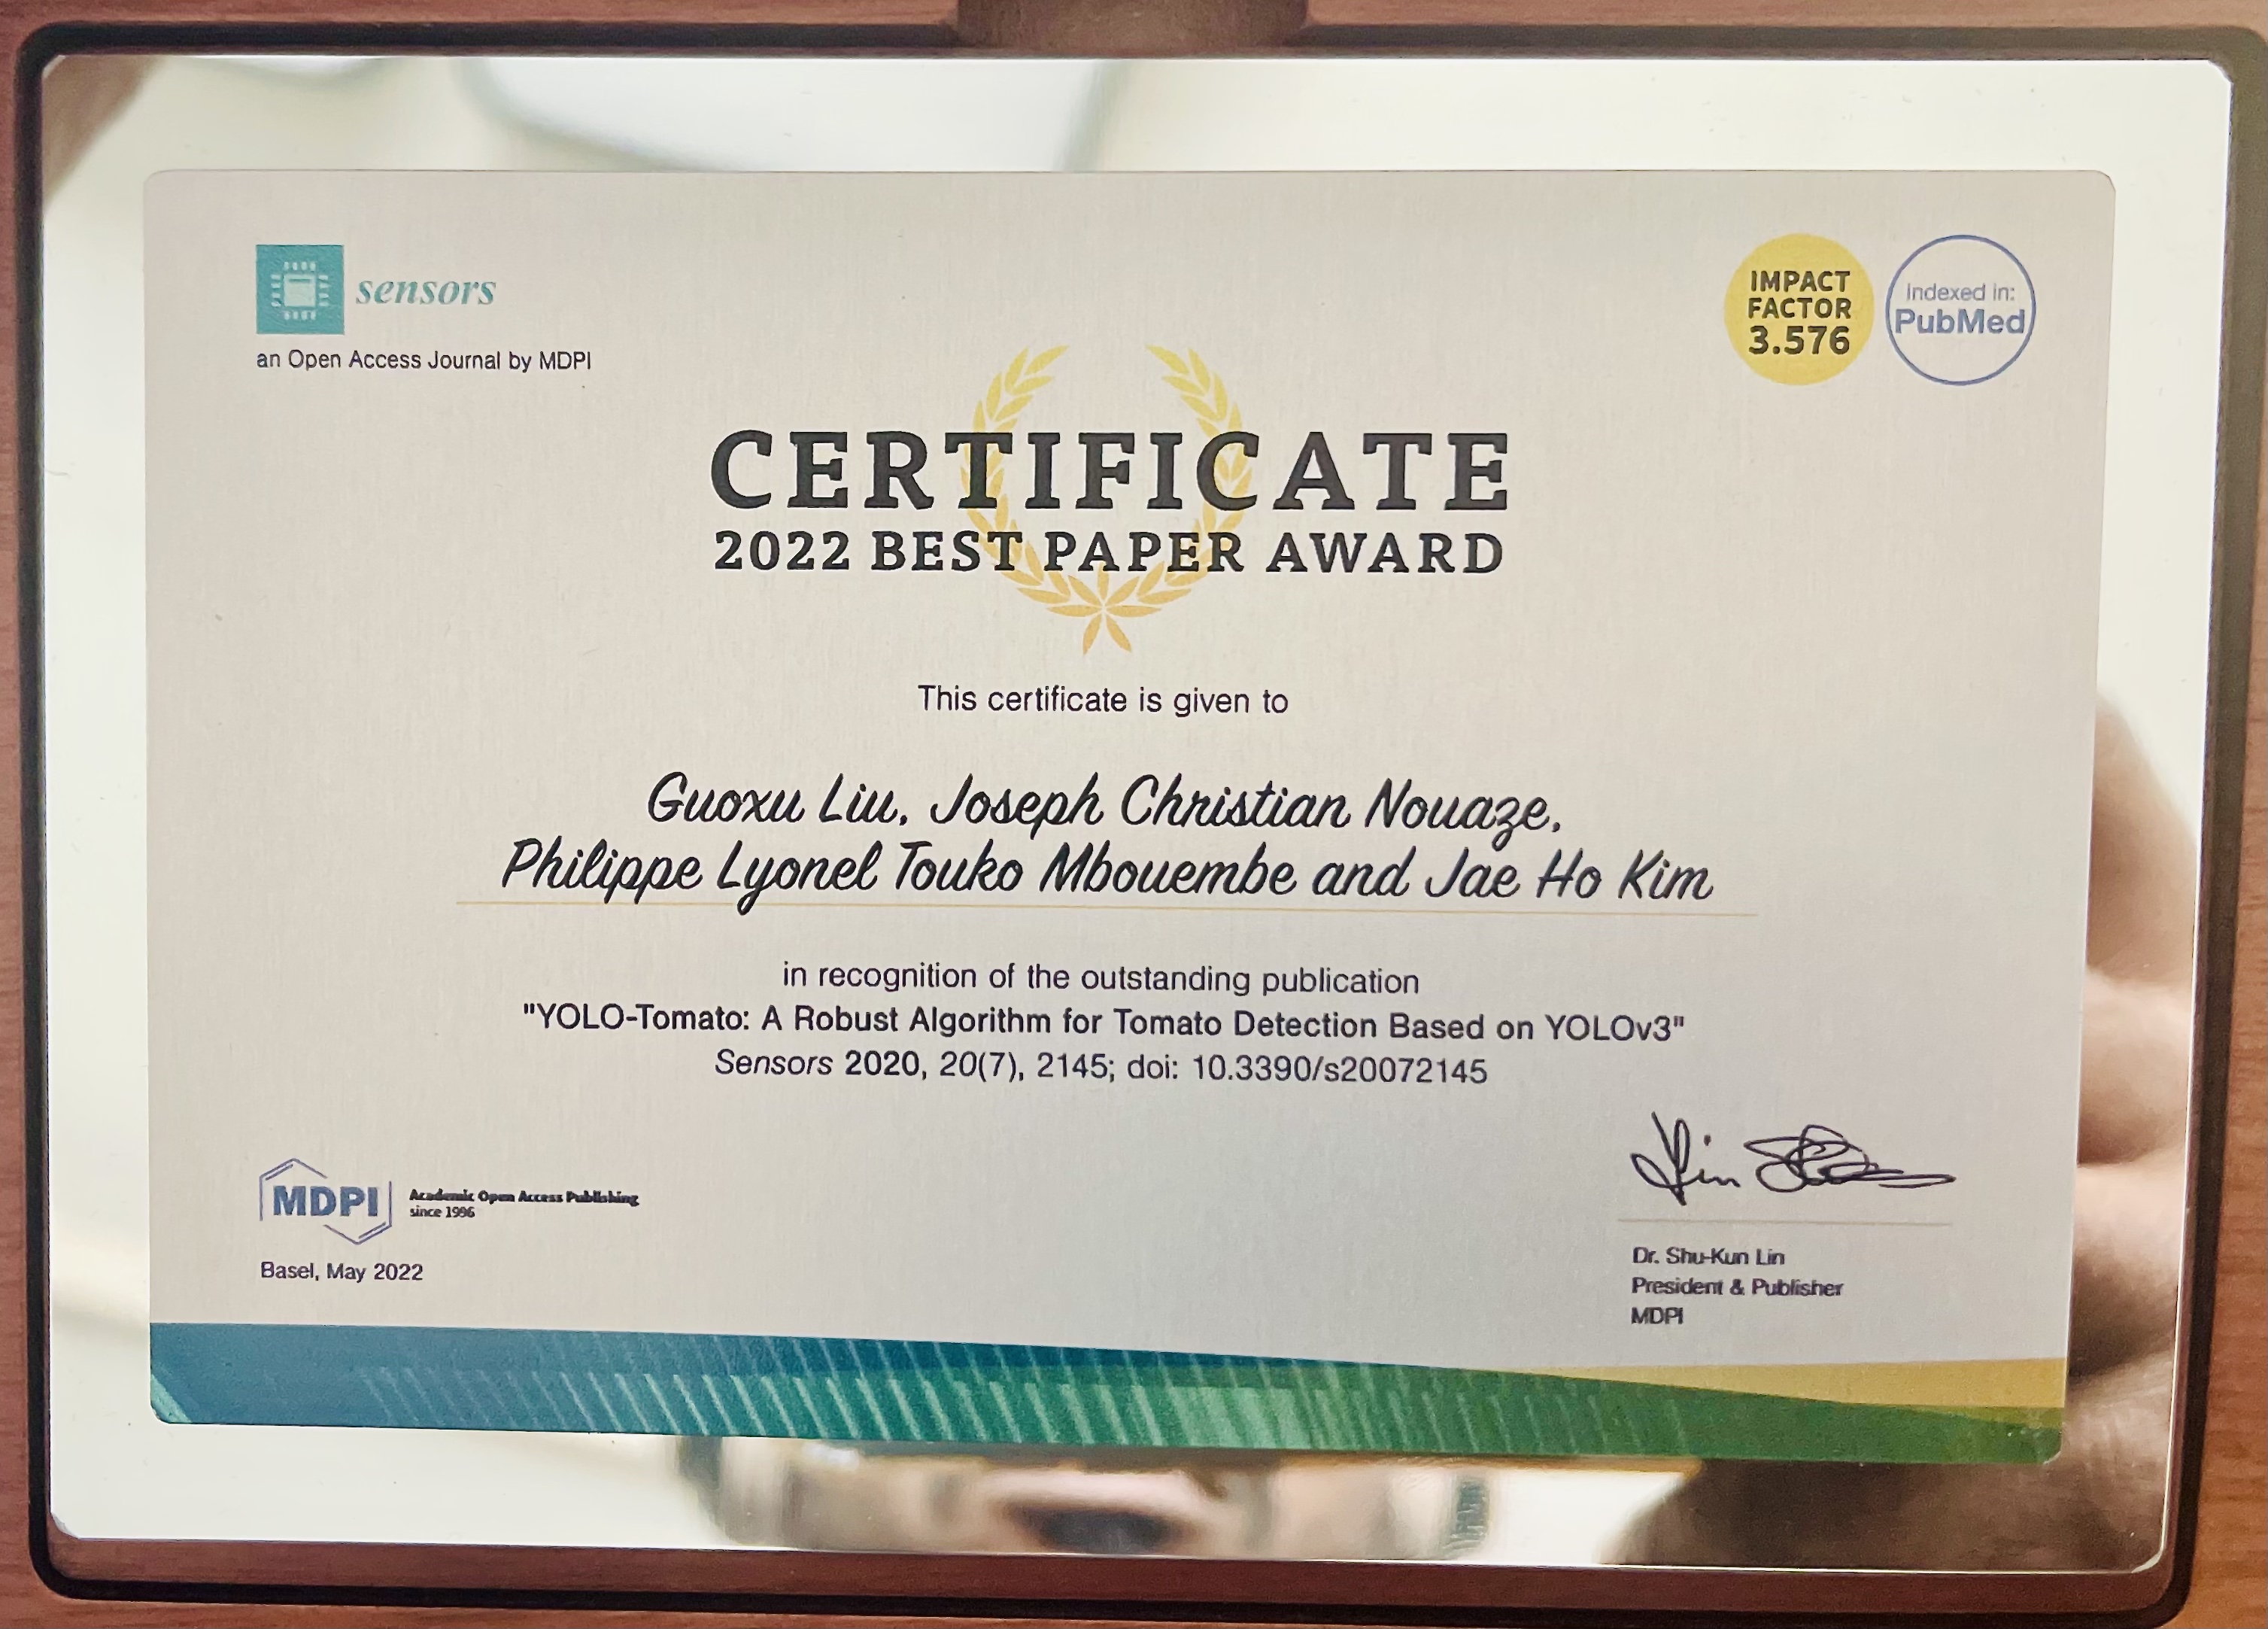 sensors
an Open Access Journal by MDPI
IMPACT
FACTOR
3.576
Indexed in:
PubMed
CERTIFICATE
2022 BEST PAPER AWARD
This certificate is given to
Guoxu Liu, Joseph Christian Nouaze,
Philippe Lyonel Touko Mbouembe and Jae Ho Kim
in recognition of the outstanding publication
"YOLO-Tomato: A Robust Algorithm for Tomato Detection Based on YOLOv3"
Sensors 2020, 20(7), 2145; doi: 10.3390/s20072145
MDPI
Academic Open Access Publishing
since 1996
Basel, May 2022
Dr. Shu-Kun Lin
President & Publisher
MDPI